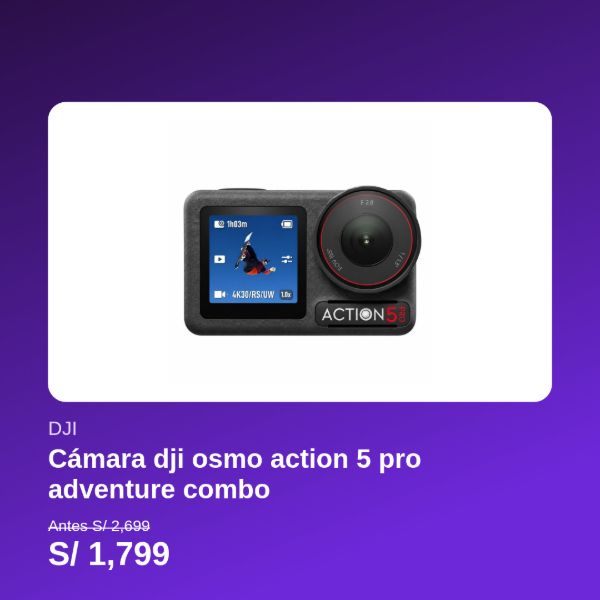 1h03m
F2.8
4K30/RS/UW 1.0x
ACTION 5 PRO
DJI
Cámara dji osmo action 5 pro
adventure combo
Antes S/ 2,699
S/ 1,799